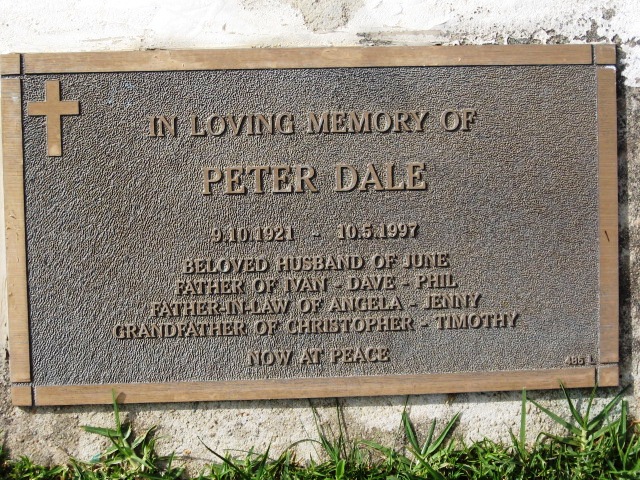 IN LOVING MEMORY OF
PETER DALE
9.10.1921 - 10.5.1997
BELOVED HUSBAND OF JUNE
FATHER OF IVAN - DAVE - PHIL
FATHER-IN-LAW OF ANGELA - JENNY
GRANDFATHER OF CHRISTOPHER - TIMOTHY
NOW AT PEACE
485 L